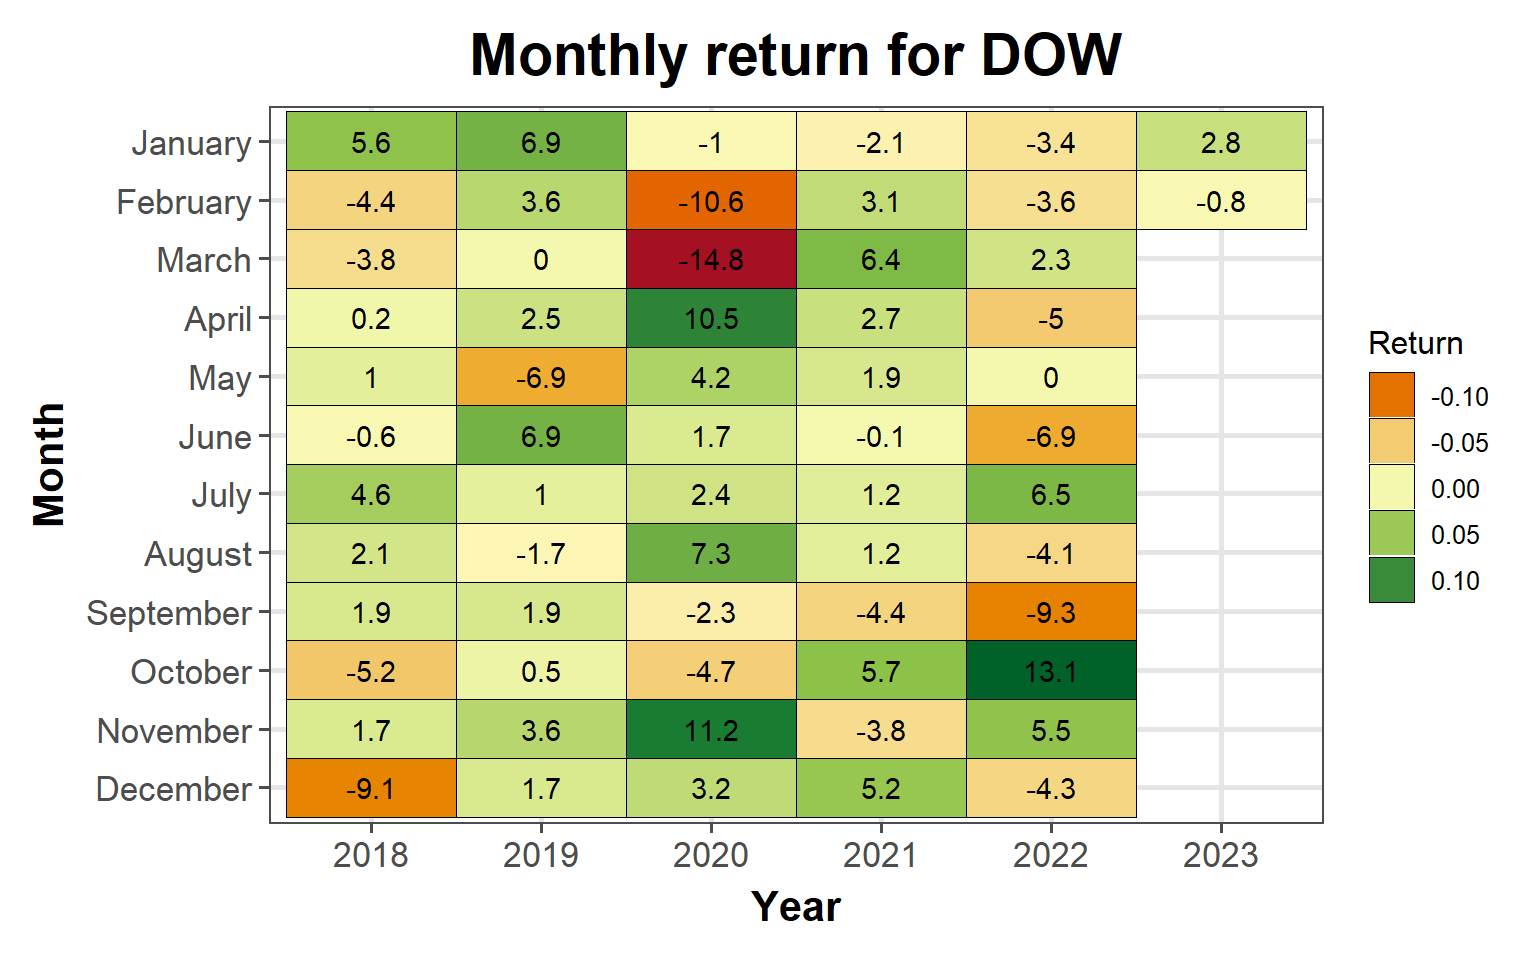 Monthly return for DOW
January 5.6 6.9 -1 -2.1 -3.4 2.8
February -4.4 3.6 -10.6 3.1 -3.6 -0.8
March -3.8 0 -14.8 6.4 2.3
April 0.2 2.5 10.5 2.7 -5
May 1 -6.9 4.2 1.9 0
June -0.6 6.9 1.7 -0.1 -6.9
July 4.6 1 2.4 1.2 6.5
August 2.1 -1.7 7.3 1.2 -4.1
September 1.9 1.9 -2.3 -4.4 -9.3
October -5.2 0.5 -4.7 5.7 13.1
November 1.7 3.6 11.2 -3.8 5.5
December -9.1 1.7 3.2 5.2 -4.3
2018 2019 2020 2021 2022 2023
Year
Month
Return
-0.10
-0.05
0.00
0.05
0.10